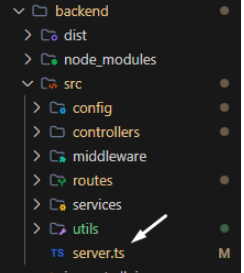 backend
dist
node_modules
src
config
controllers
middleware
routes
services
utils
TS server.ts M